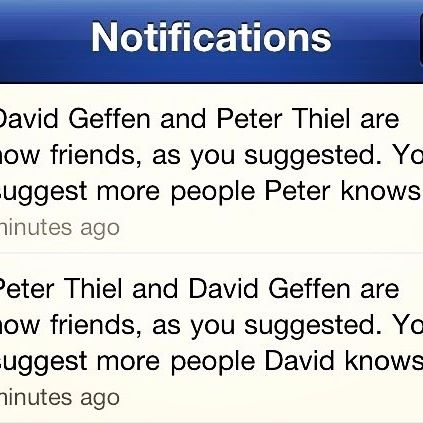 Notifications
David Geffen and Peter Thiel are
now friends, as you suggested. Yo
suggest more people Peter knows
minutes ago
Peter Thiel and David Geffen are
now friends, as you suggested. Yo
suggest more people David knows
minutes ago